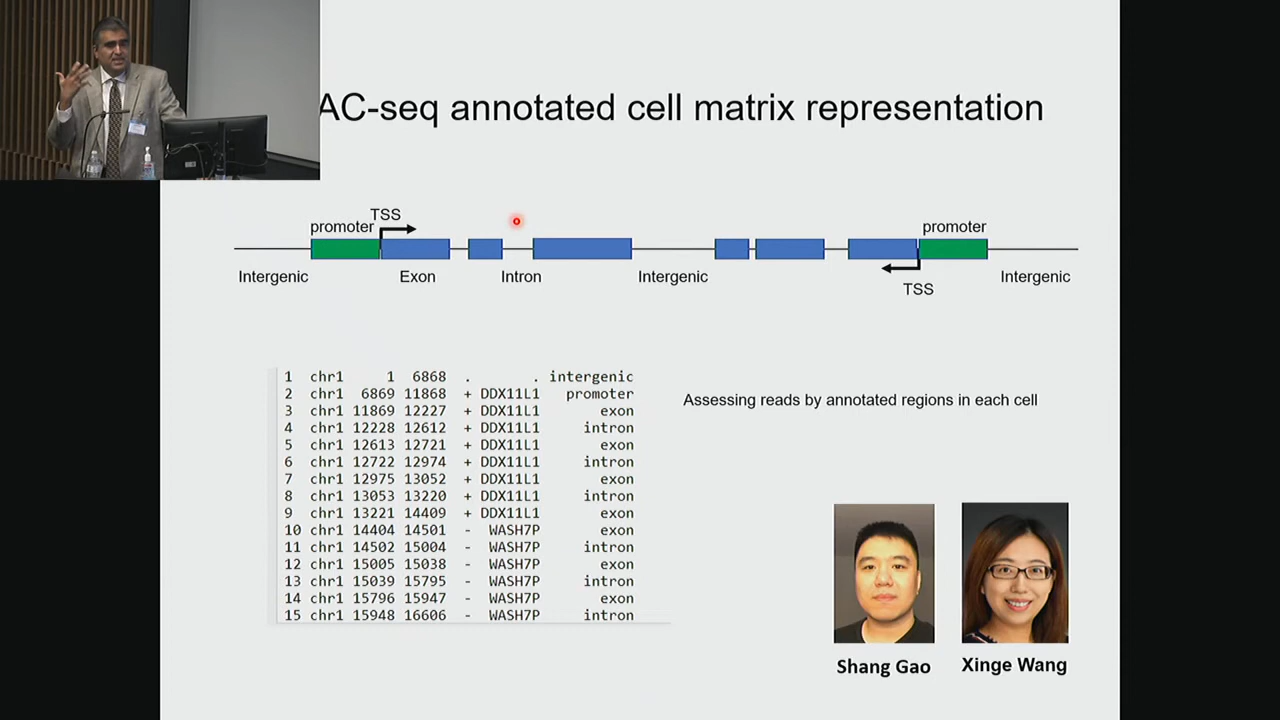 AC-seq annotated cell matrix representation
TSS
promoter
promoter
Intergenic
Exon
Intron
Intergenic
Intergenic
TSS
1 chr1 1 6868 . . intergenic
2 chr1 6869 11868 + DDX11L1 promoter
3 chr1 11869 12227 + DDX11L1 exon
4 chr1 12228 12612 + DDX11L1 intron
5 chr1 12613 12721 + DDX11L1 exon
6 chr1 12722 12974 + DDX11L1 intron
7 chr1 12975 13052 + DDX11L1 exon
8 chr1 13053 13220 + DDX11L1 intron
9 chr1 13221 14409 + DDX11L1 exon
10 chr1 14404 14501 - WASH7P exon
11 chr1 14502 15004 - WASH7P intron
12 chr1 15005 15038 - WASH7P exon
13 chr1 15039 15795 - WASH7P intron
14 chr1 15796 15947 - WASH7P exon
15 chr1 15948 16606 - WASH7P intron
Assessing reads by annotated regions in each cell
Shang Gao
Xinge Wang